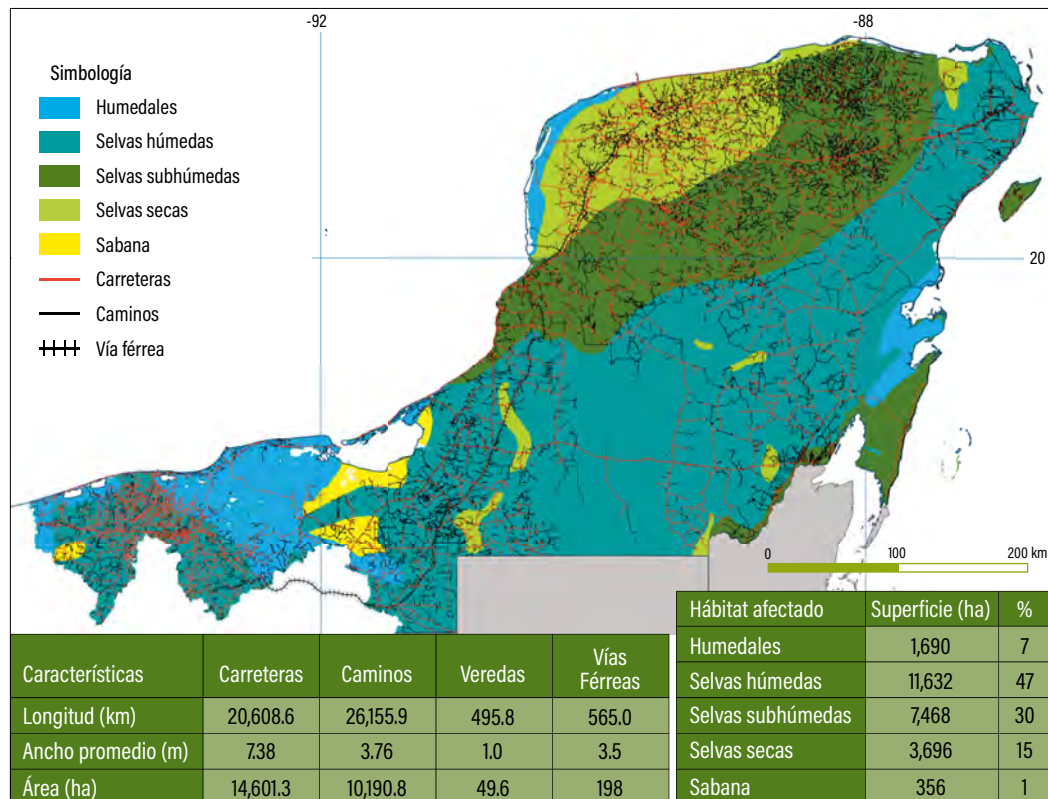 -92 -88
Simbología
Humedales
Selvas húmedas
Selvas subhúmedas
Selvas secas
Sabana
Carreteras
Caminos
Vía férrea
20
0 100 200 km
Características Carreteras Caminos Veredas Vías Férreas
Longitud (km) 20,608.6 26,155.9 495.8 565.0
Ancho promedio (m) 7.38 3.76 1.0 3.5
Área (ha) 14,601.3 10,190.8 49.6 198
Hábitat afectado Superficie (ha) %
Humedales 1,690 7
Selvas húmedas 11,632 47
Selvas subhúmedas 7,468 30
Selvas secas 3,696 15
Sabana 356 1